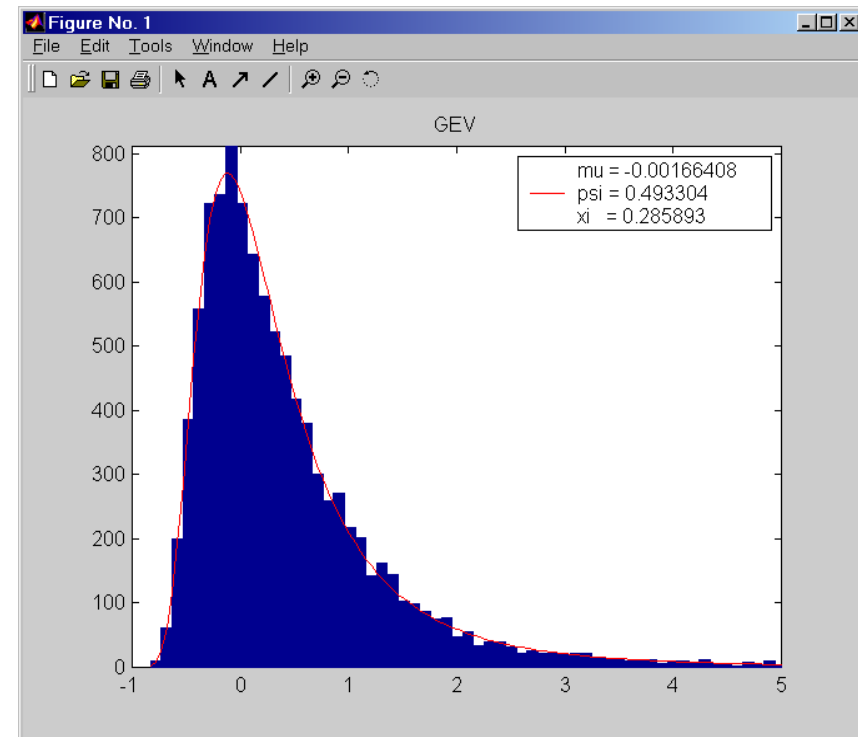 Figure No. 1
File Edit Tools Window Help
A
GEV
mu = -0.00166408
psi = 0.493304
xi = 0.285893
800
700
600
500
400
300
200
100
0
-1 0 1 2 3 4 5